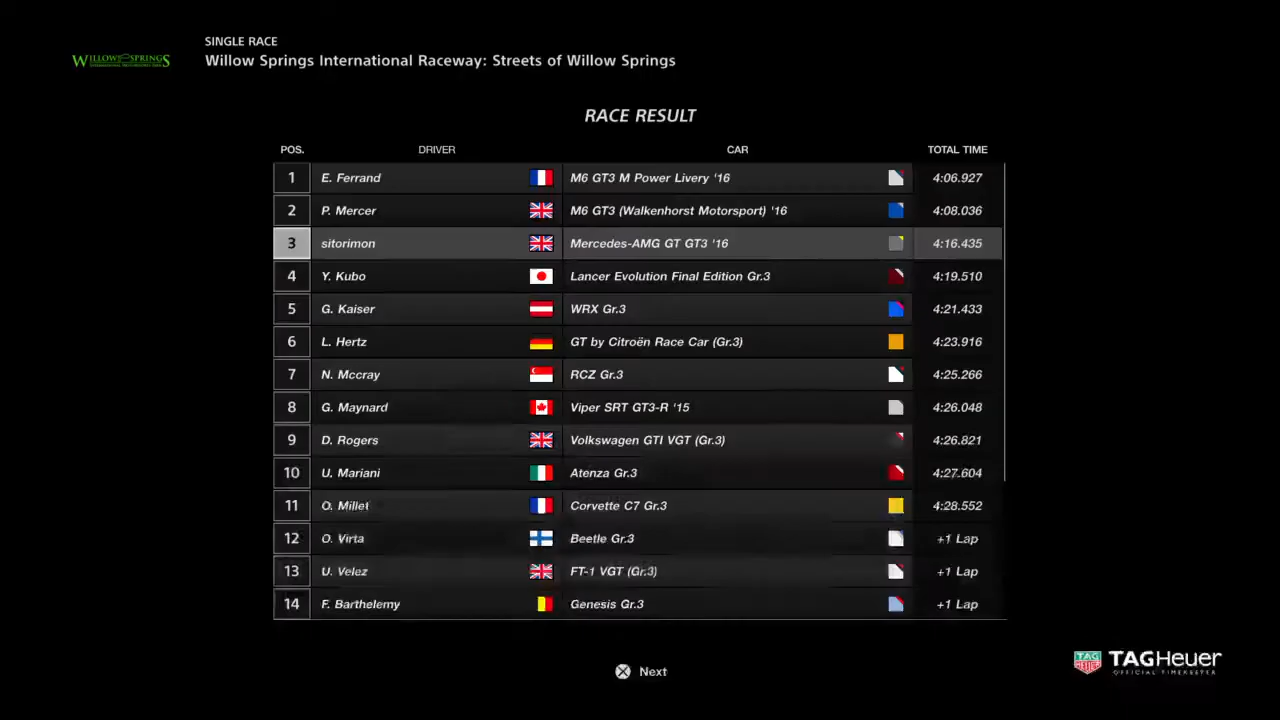 WILLOW SPRINGS
SINGLE RACE
Willow Springs International Raceway: Streets of Willow Springs
RACE RESULT
POS. DRIVER CAR TOTAL TIME
1 E. Ferrand M6 GT3 M Power Livery '16 4:06.927
2 P. Mercer M6 GT3 (Walkenhorst Motorsport) '16 4:08.036
3 sitorimon Mercedes-AMG GT GT3 '16 4:16.435
4 Y. Kubo Lancer Evolution Final Edition Gr.3 4:19.510
5 G. Kaiser WRX Gr.3 4:21.433
6 L. Hertz GT by Citroën Race Car (Gr.3) 4:23.916
7 N. Mccray RCZ Gr.3 4:25.266
8 G. Maynard Viper SRT GT3-R '15 4:26.048
9 D. Rogers Volkswagen GTI VGT (Gr.3) 4:26.821
10 U. Mariani Atenza Gr.3 4:27.604
11 O. Millet Corvette C7 Gr.3 4:28.552
12 O. Virta Beetle Gr.3 +1 Lap
13 U. Velez FT-1 VGT (Gr.3) +1 Lap
14 F. Barthelemy Genesis Gr.3 +1 Lap
Next
TAG HEUER TAGHeuer
OFFICIAL TIMEKEEPER